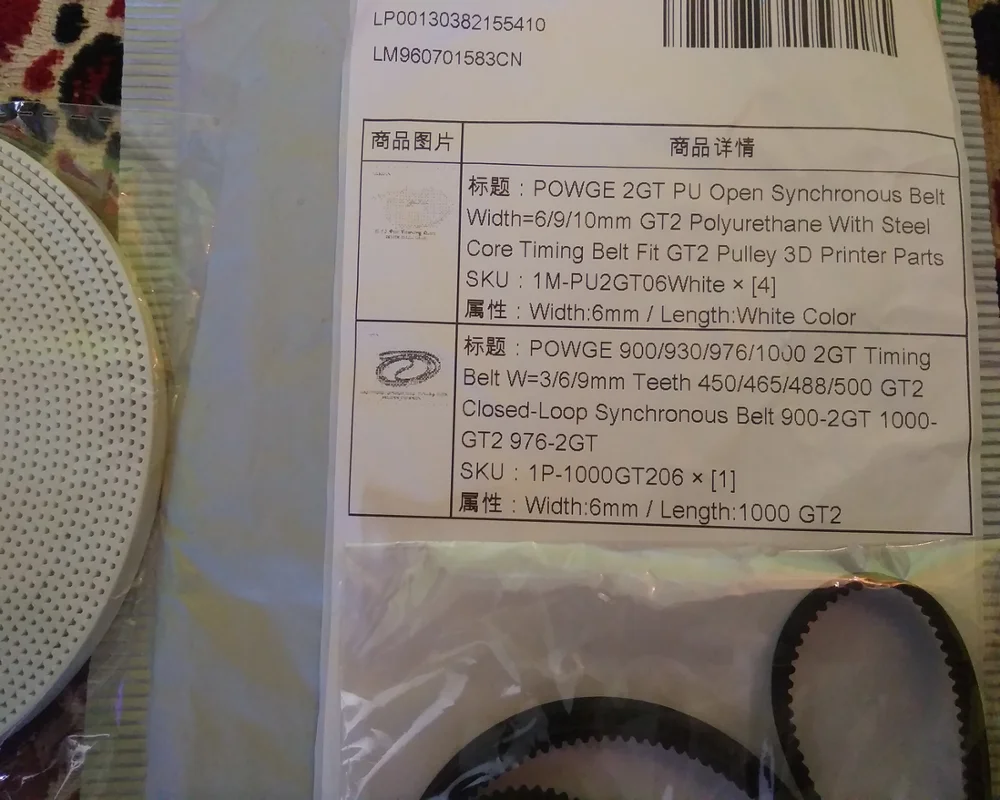 LP00130382155410
LM960701583CN
商品图片
商品详情
标题：POWGE 2GT PU Open Synchronous Belt
Width=6/9/10mm GT2 Polyurethane With Steel
Core Timing Belt Fit GT2 Pulley 3D Printer Parts
SKU：1M-PU2GT06White × [4]
属性：Width:6mm / Length:White Color
标题：POWGE 900/930/976/1000 2GT Timing
Belt W=3/6/9mm Teeth 450/465/488/500 GT2
Closed-Loop Synchronous Belt 900-2GT 1000-
GT2 976-2GT
SKU：1P-1000GT206 × [1]
属性：Width:6mm / Length:1000 GT2